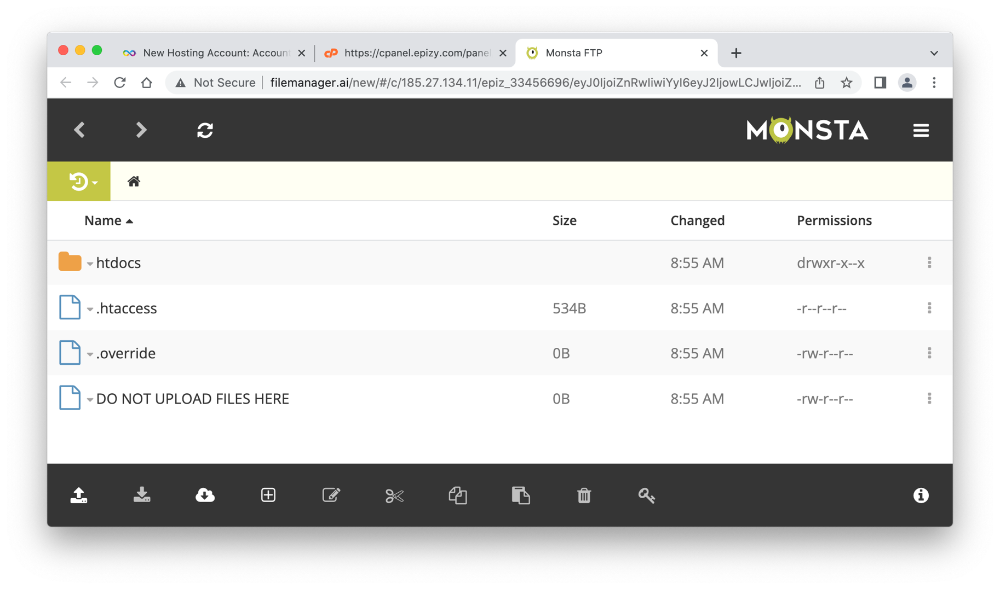 New Hosting Account: Accoun
https://cpanel.epizy.com/panel
Monsta FTP
Not Secure
filemanager.ai/new/#/c/185.27.134.11/epiz_33456696/eyJ0IjoiZnRwIiwiYyI6eyJ2IjowLCJwIjoiZ...
MONSTA
Name Size Changed Permissions
htdocs 8:55 AM drwxr-x--x
.htaccess 534B 8:55 AM -r--r--r--
.override 0B 8:55 AM -rw-r--r--
DO NOT UPLOAD FILES HERE 0B 8:55 AM -rw-r--r--